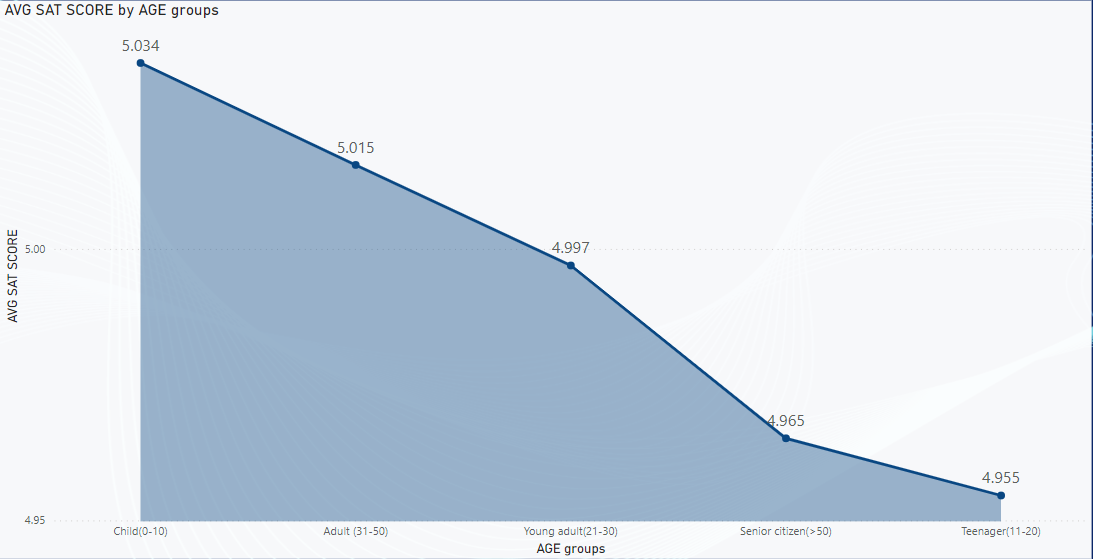 AVG SAT SCORE by AGE groups
5.034
5.015
4.997
4.965
4.955
AVG SAT SCORE
5.00
4.95
Child(0-10) Adult (31-50) Young adult(21-30) Senior citizen(>50) Teenager(11-20)
AGE groups